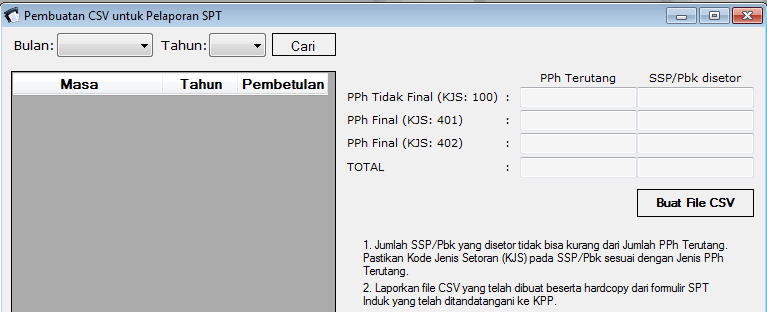 Pembuatan CSV untuk Pelaporan SPT
Bulan: Tahun: Cari
Masa Tahun Pembetulan
PPh Terutang SSP/Pbk disetor
PPh Tidak Final (KJS: 100) :
PPh Final (KJS: 401) :
PPh Final (KJS: 402) :
TOTAL :
Buat File CSV
1. Jumlah SSP/Pbk yang disetor tidak bisa kurang dari Jumlah PPh Terutang.
Pastikan Kode Jenis Setoran (KJS) pada SSP/Pbk sesuai dengan Jenis PPh
Terutang.
2. Laporkan file CSV yang telah dibuat beserta hardcopy dari formulir SPT
Induk yang telah ditandatangani ke KPP.